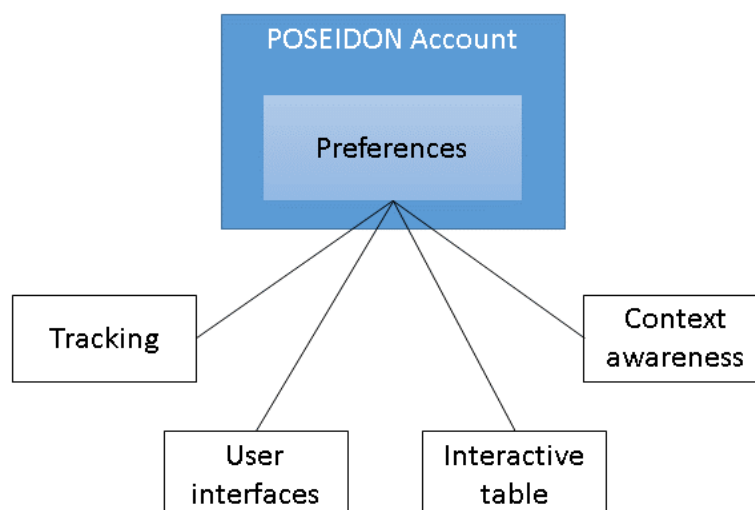 POSEIDON Account
Preferences
Tracking
Context
awareness
User
interfaces
Interactive
table